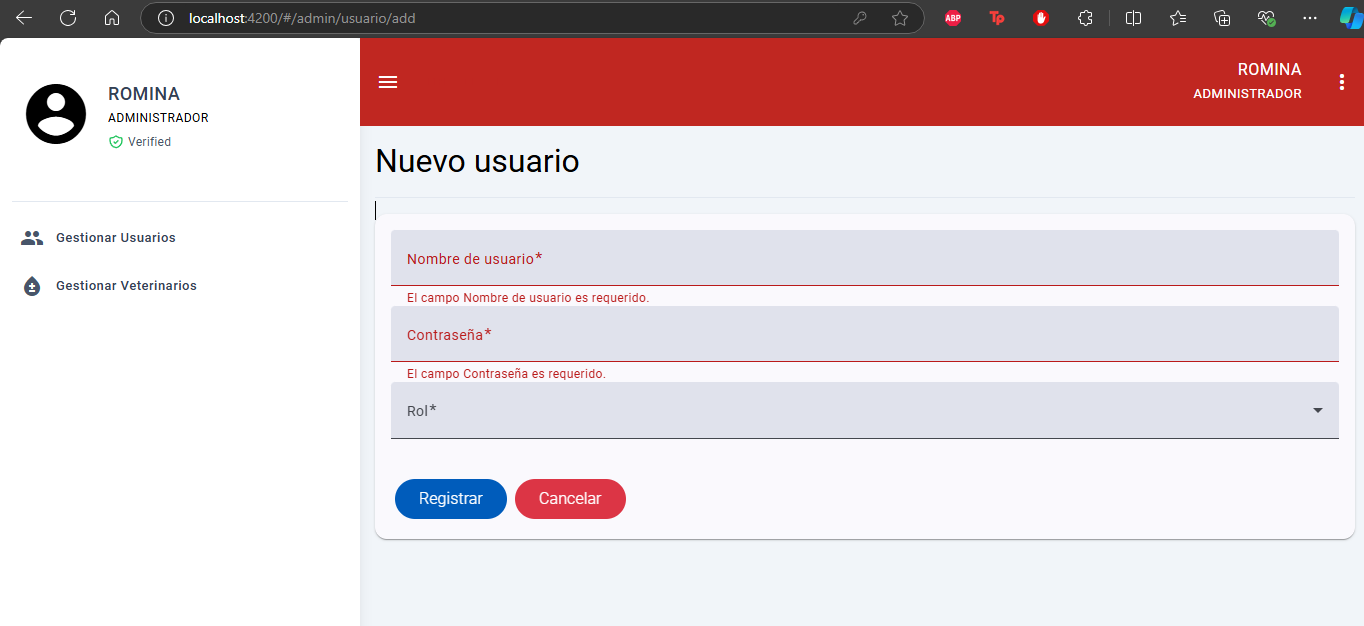 localhost:4200/#/admin/usuario/add
ABP
Tp
ROMINA
ADMINISTRADOR
Verified
Gestionar Usuarios
Gestionar Veterinarios
ROMINA
ADMINISTRADOR
Nuevo usuario
Nombre de usuario*
El campo Nombre de usuario es requerido.
Contraseña*
El campo Contraseña es requerido.
Rol*
Registrar
Cancelar